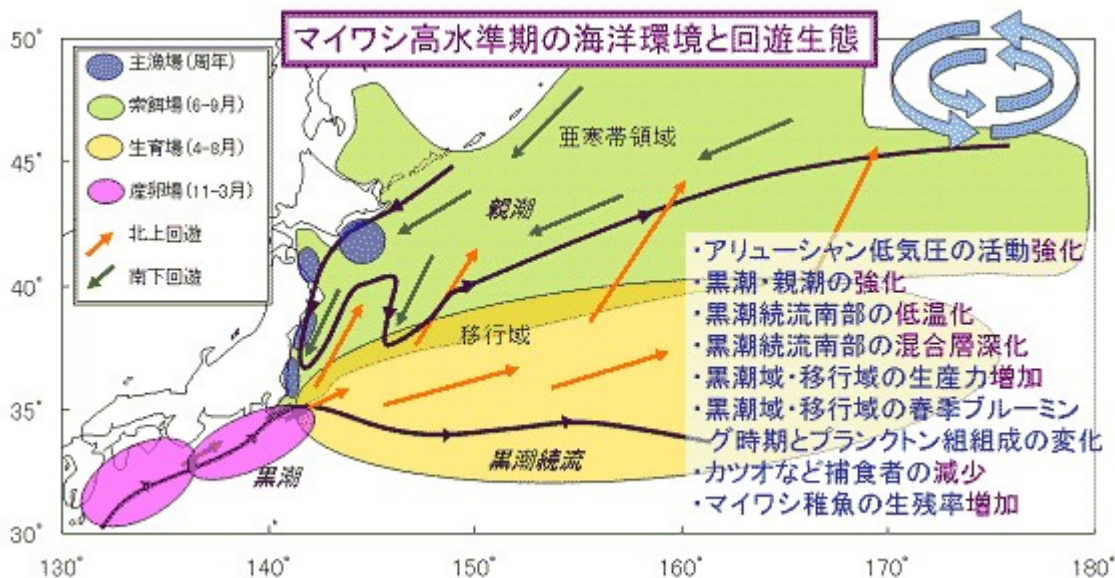 マイワシ高水準期の海洋環境と回遊生態
主漁場(周年)
索餌場(6-9月)
生育場(4-8月)
産卵場(11-3月)
北上回遊
南下回遊
亜寒帯領域
親潮
移行域
黒潮
黒潮続流
・アリューシャン低気圧の活動強化
・黒潮・親潮の強化
・黒潮続流南部の低温化
・黒潮続流南部の混合層深化
・黒潮域・移行域の生産力増加
・黒潮域・移行域の春季ブルーミン
グ時期とプランクトン組組成の変化
・カツオなど捕食者の減少
・マイワシ稚魚の生残率増加
50°
45°
40°
35°
30°
130°
140°
150°
160°
170°
180°